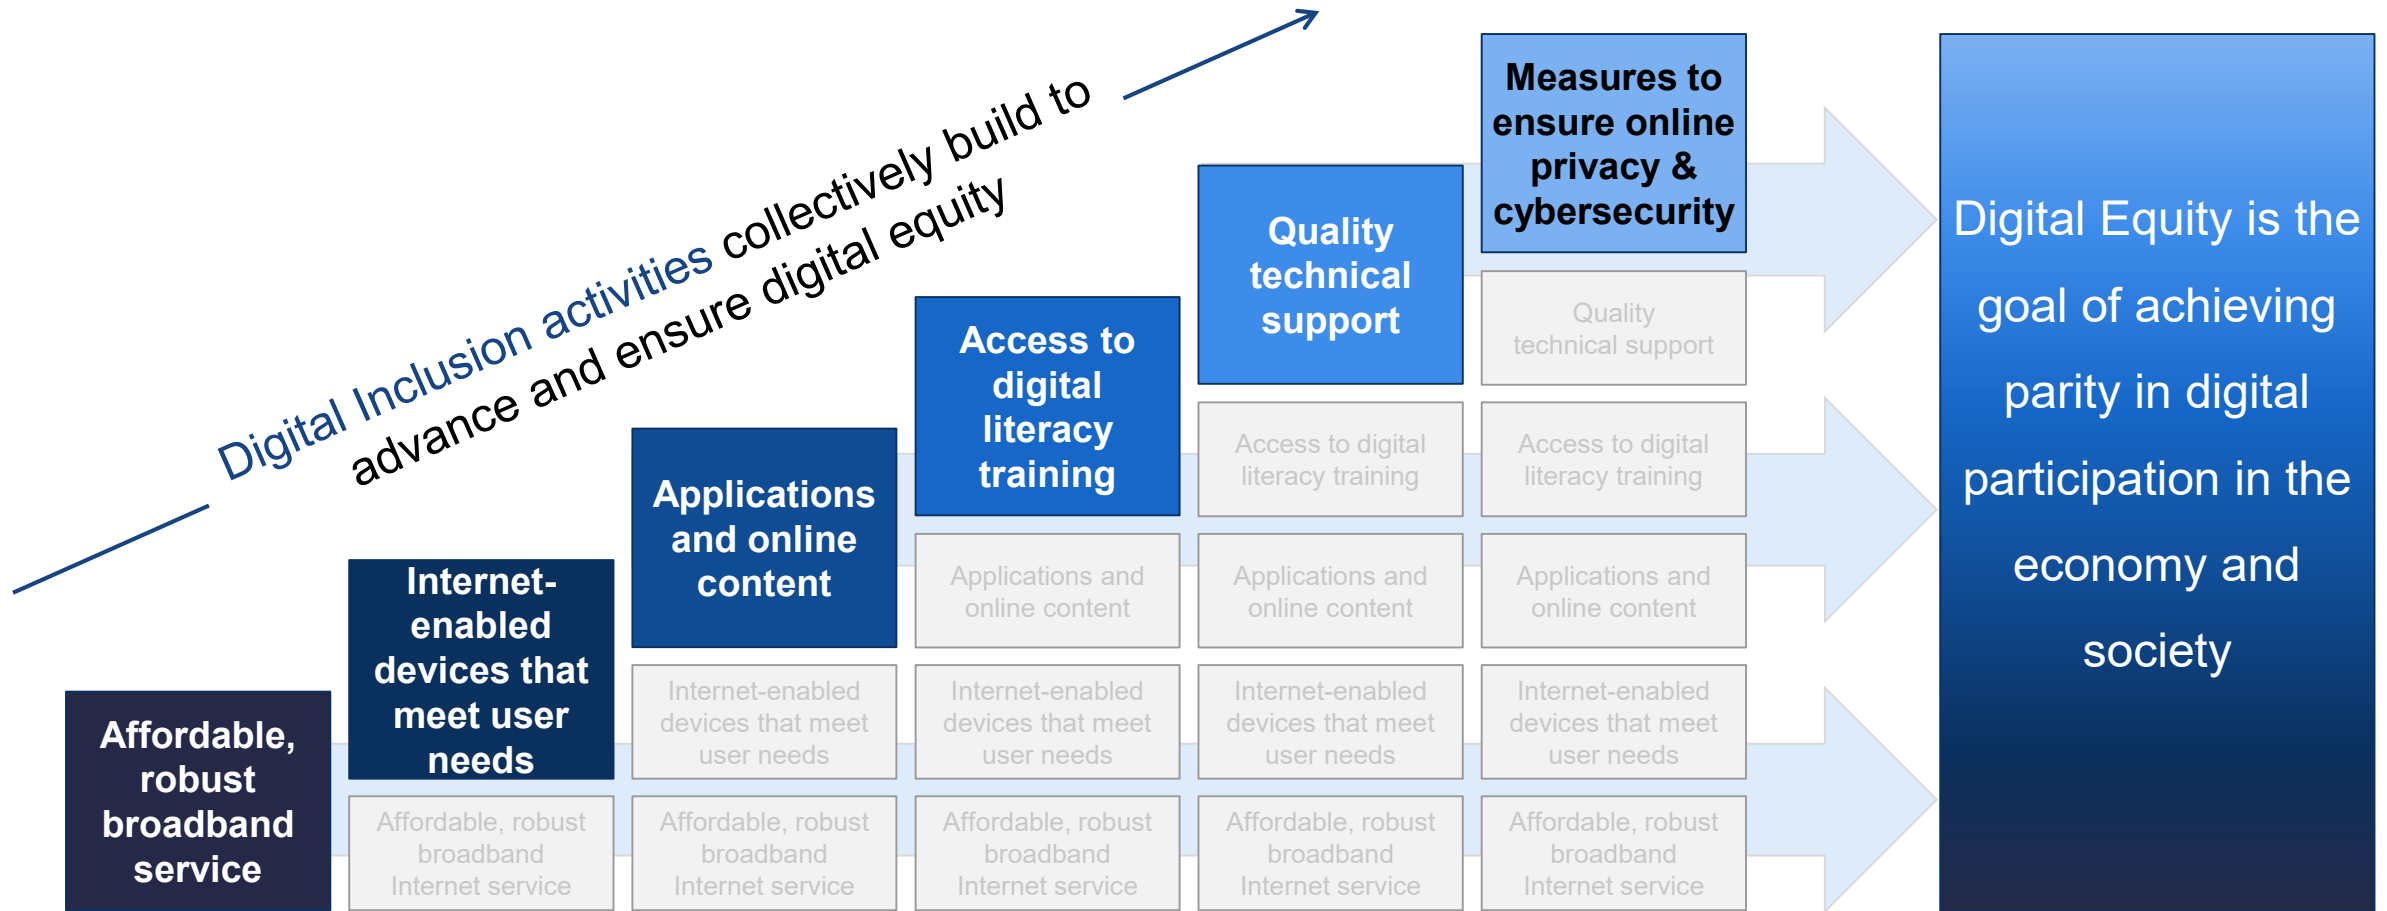 Digital Inclusion activities collectively build to
advance and ensure digital equity
Affordable,
robust
broadband
service
Internet-
enabled
devices that
meet user
needs
Affordable, robust
broadband
Internet service
Applications
and online
content
Internet-enabled
devices that meet
user needs
Affordable, robust
broadband
Internet service
Access to
digital
literacy
training
Applications and
online content
Internet-enabled
devices that meet
user needs
Affordable, robust
broadband
Internet service
Quality
technical
support
Access to digital
literacy training
Applications and
online content
Internet-enabled
devices that meet
user needs
Affordable, robust
broadband
Internet service
Measures to
ensure online
privacy &
cybersecurity
Quality
technical support
Access to digital
literacy training
Applications and
online content
Internet-enabled
devices that meet
user needs
Affordable, robust
broadband
Internet service
Digital Equity is the
goal of achieving
parity in digital
participation in the
economy and
society